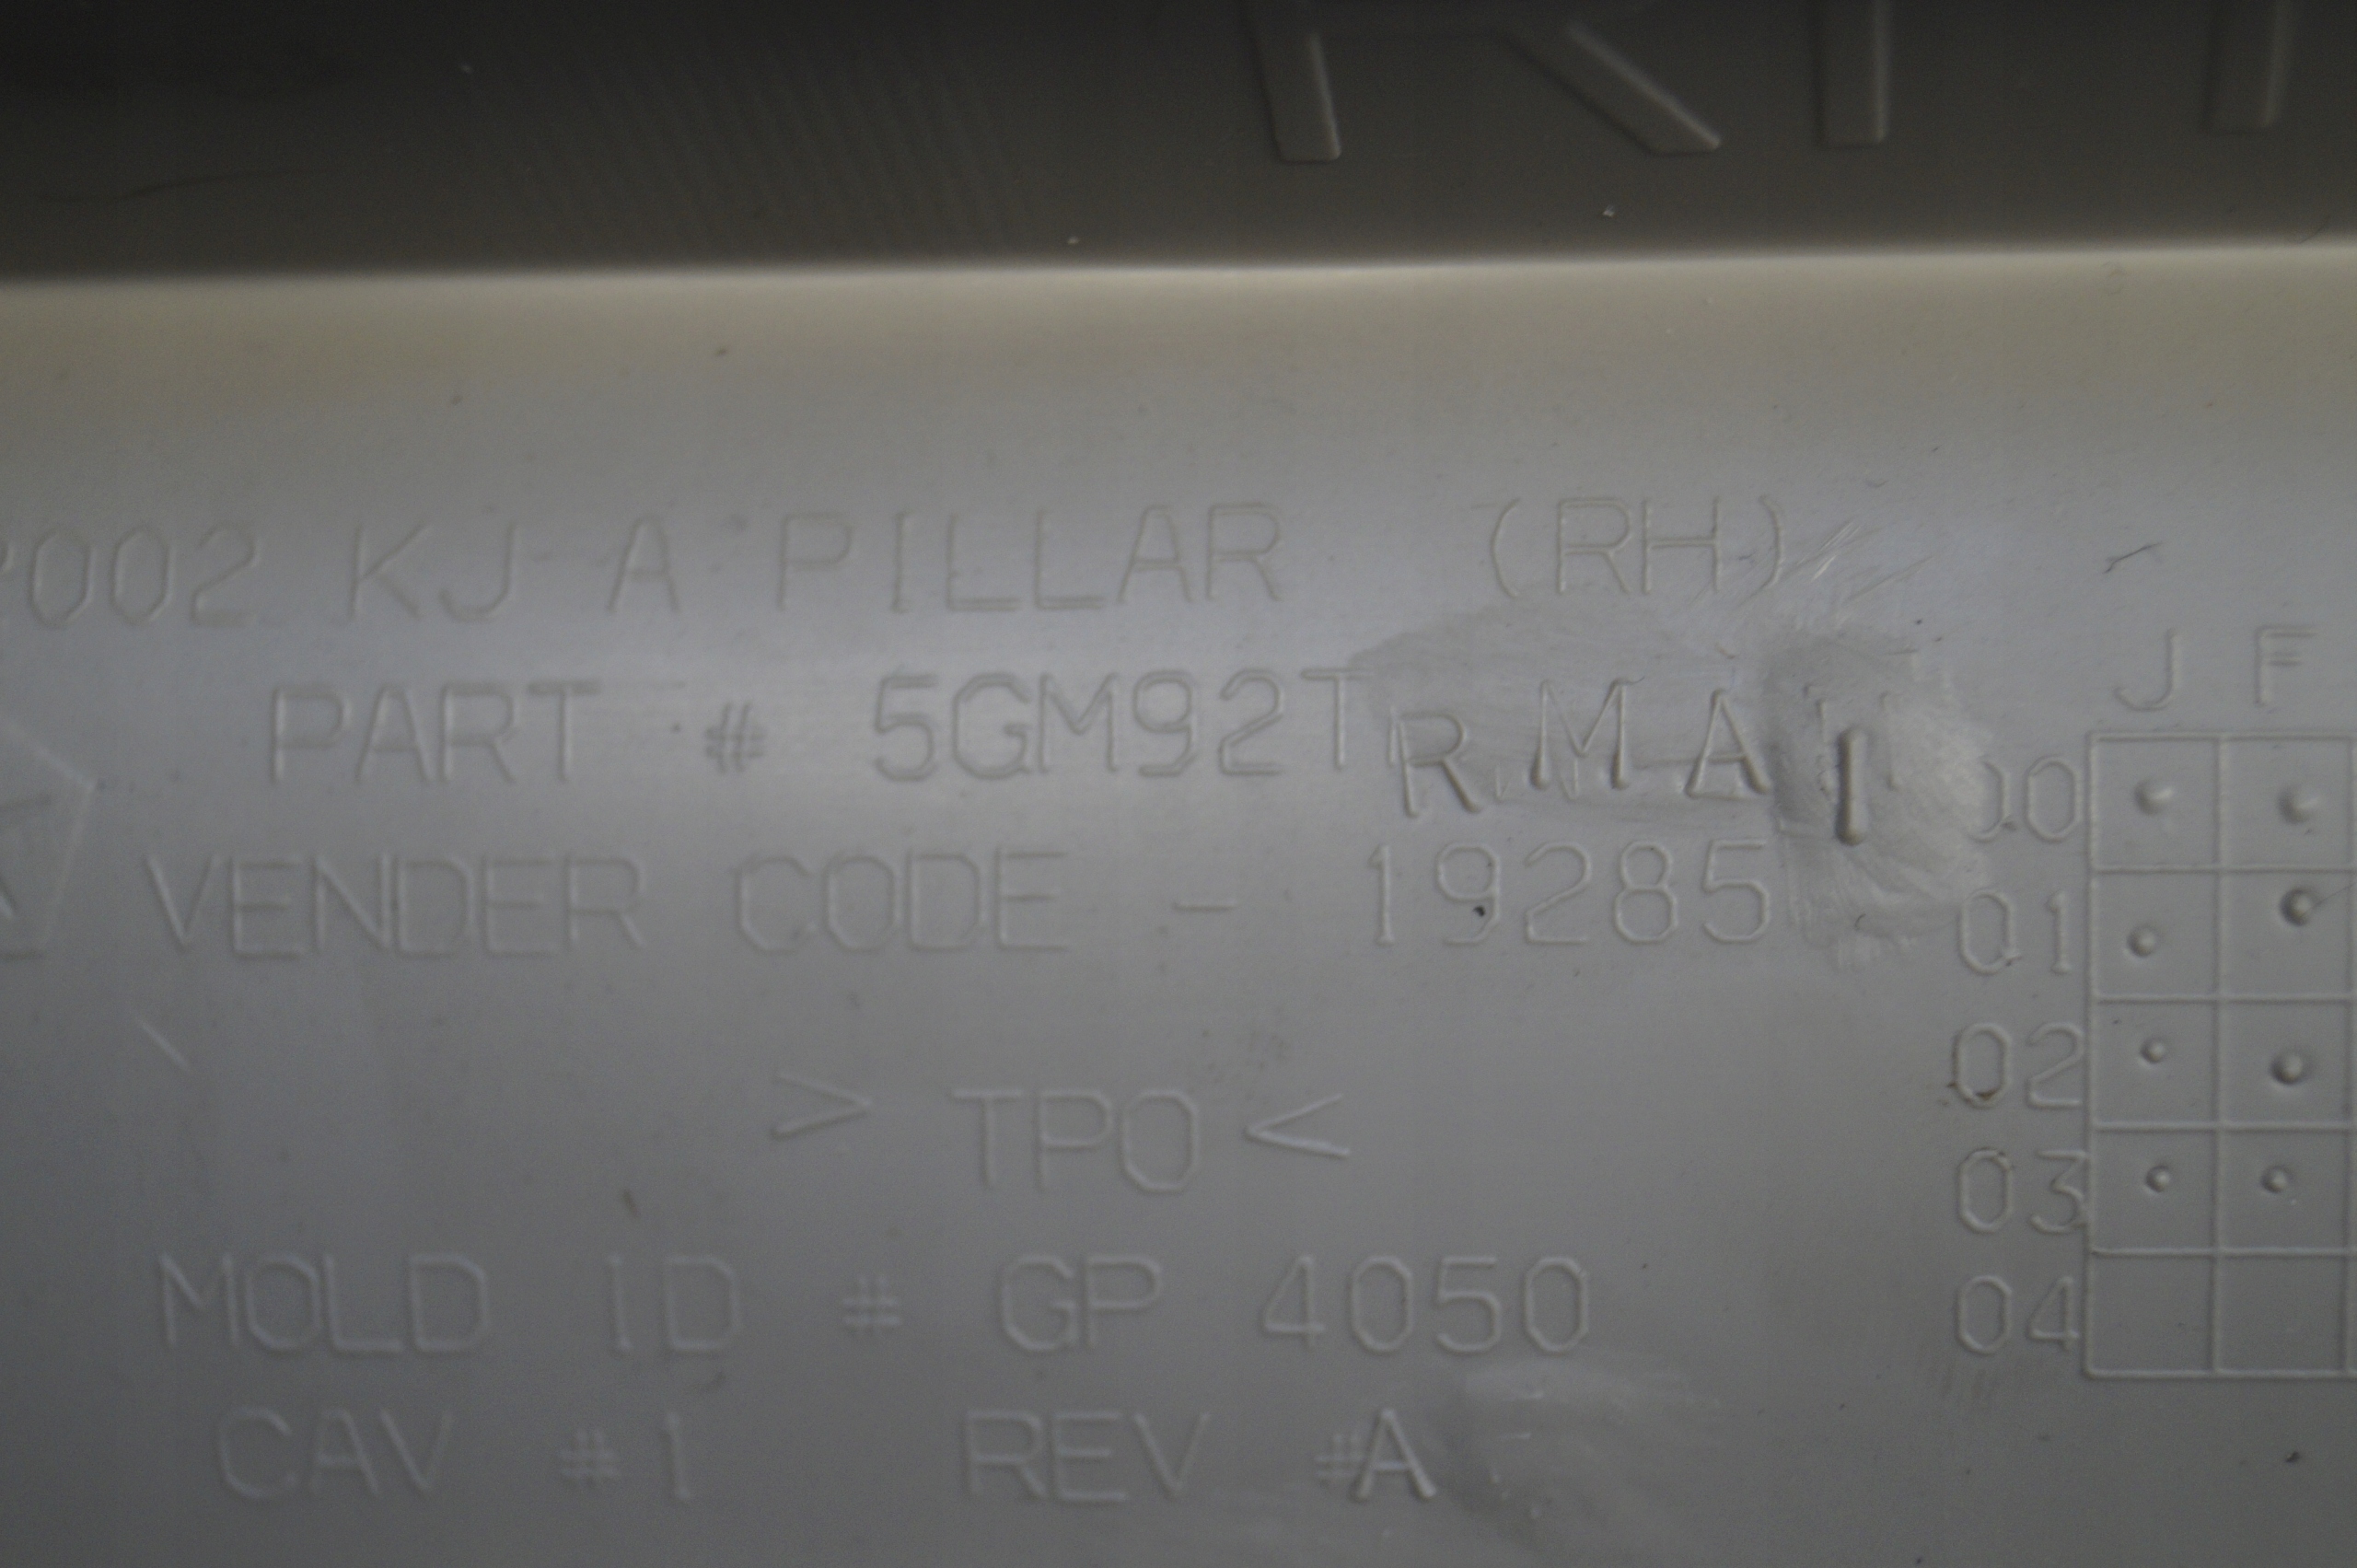 2002 KJ A PILLAR (RH)
PART # 5GM92TRMAI
VENDER CODE - 19285
> TPO <
MOLD ID # GP 4050
CAV #1 REV #A
J F
00
01
02
03
04